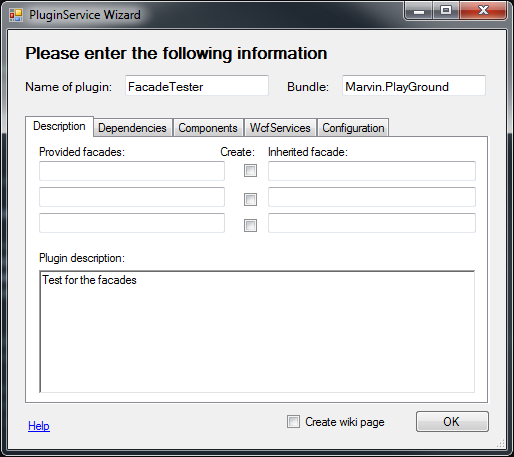 PluginService Wizard
Please enter the following information
Name of plugin: FacadeTester Bundle: Marvin.PlayGround
Description Dependencies Components WcfServices Configuration
Provided facades: Create: Inherited facade:
Plugin description:
Test for the facades
Help Create wiki page OK